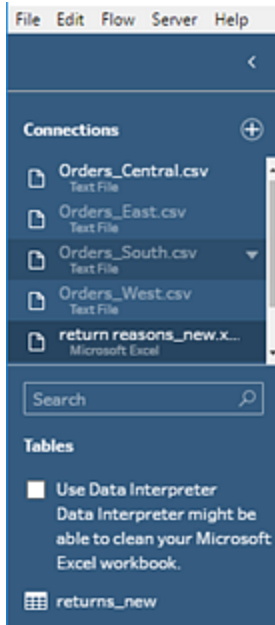 File Edit Flow Server Help
Connections
Orders_Central.csv
Text File
Orders_East.csv
Text File
Orders_South.csv
Text File
Orders_West.csv
Text File
return reasons_new.x...
Microsoft Excel
Search
Tables
Use Data Interpreter
Data Interpreter might be
able to clean your Microsoft
Excel workbook.
returns_new